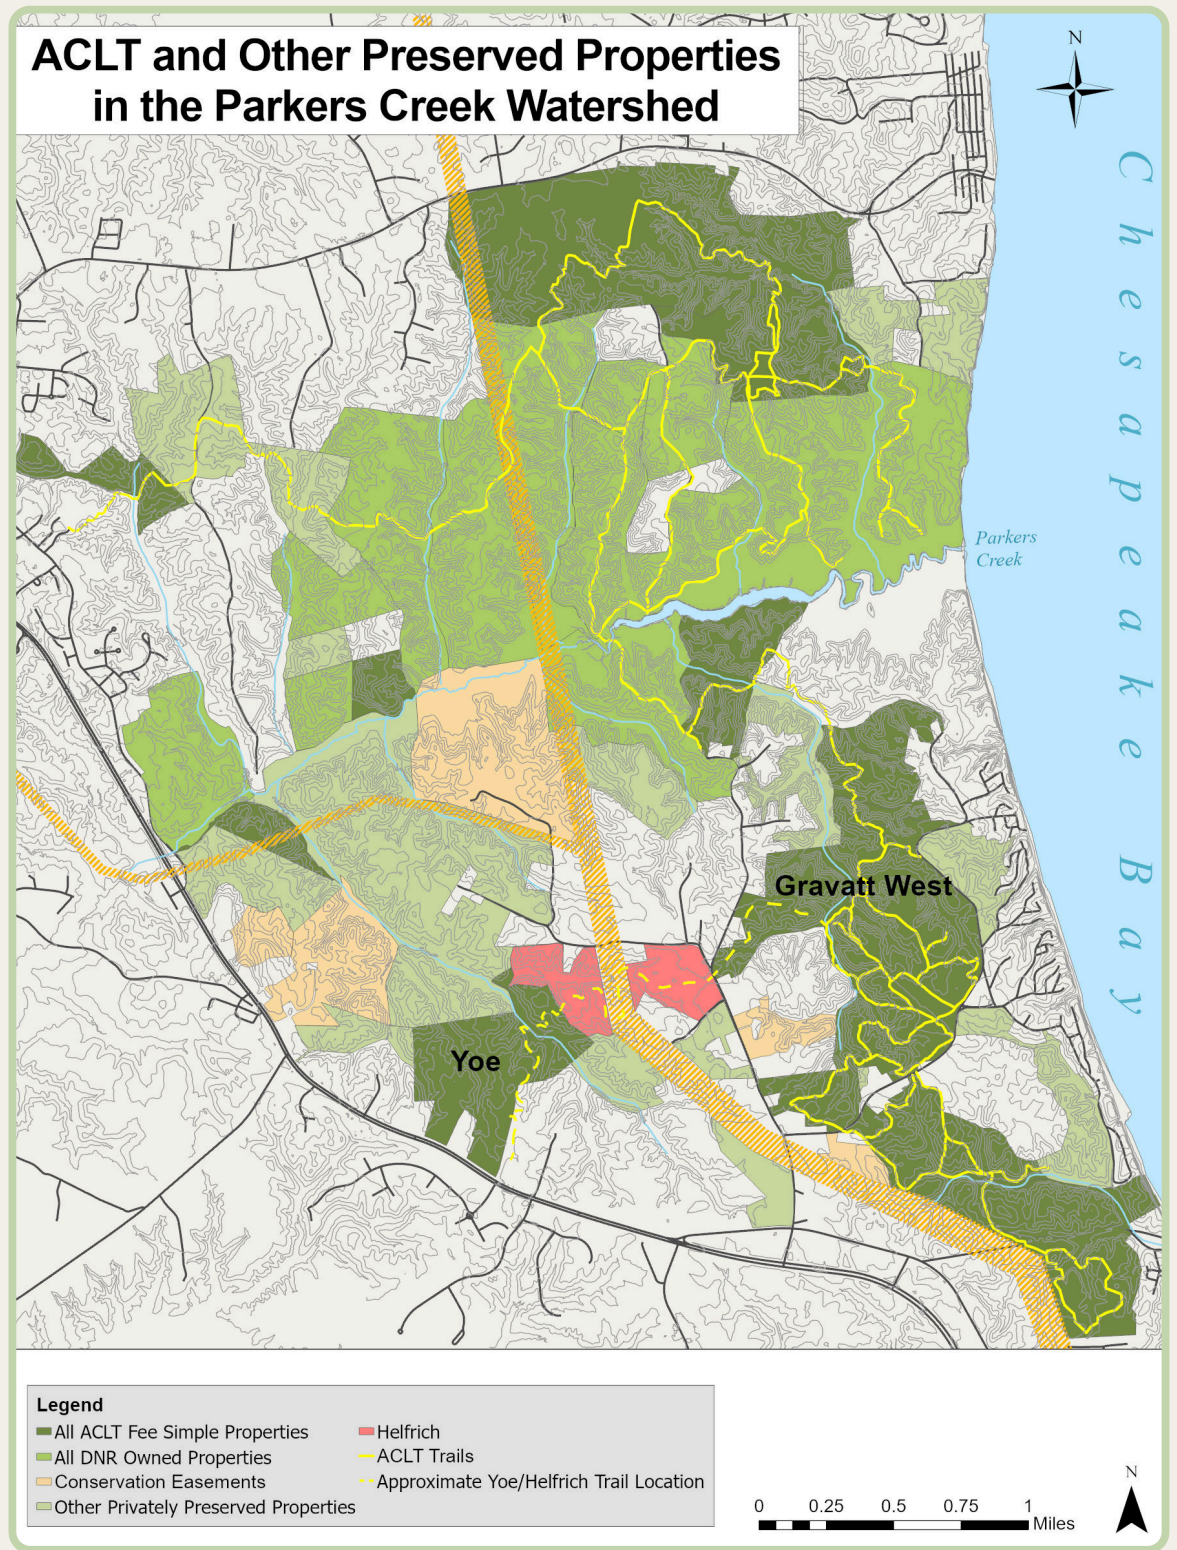 ACLT and Other Preserved Properties
in the Parkers Creek Watershed
N
Chesapeake Bay
Parkers
Creek
Gravatt West
Yoe
Legend
All ACLT Fee Simple Properties
All DNR Owned Properties
Conservation Easements
Other Privately Preserved Properties
Helfrich
ACLT Trails
Approximate Yoe/Helfrich Trail Location
0 0.25 0.5 0.75 1
Miles
N